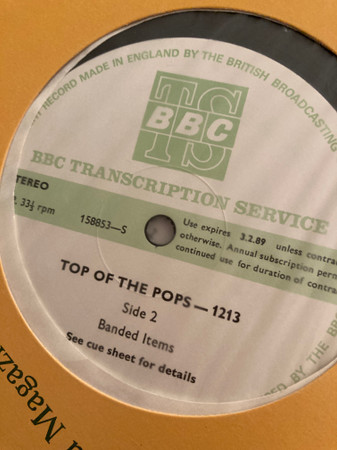 RECORD MADE IN ENGLAND BY THE BRITISH BROADCASTING
TS
BBC
BBC TRANSCRIPTION SERVICE
STEREO
33⅓ rpm
158853—S
Use expires 3.2.89 unless contra
otherwise. Annual subscription perm
continued use for duration of contra
TOP OF THE POPS — 1213
Side 2
Banded Items
See cue sheet for details
BY THE BR
Magazi